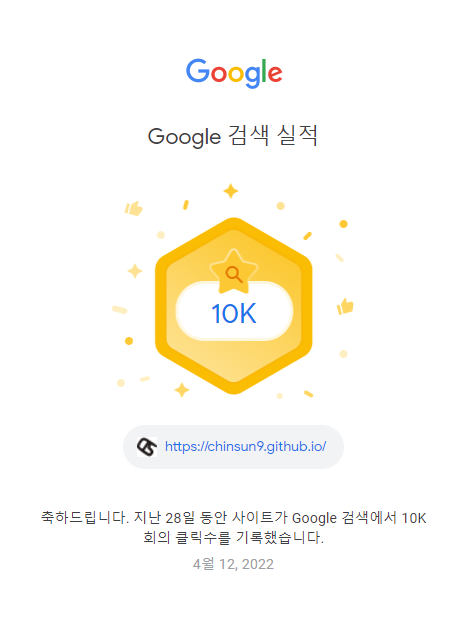 Google
Google 검색 실적
10K
https://chinsun9.github.io/
축하드립니다. 지난 28일 동안 사이트가 Google 검색에서 10K
회의 클릭수를 기록했습니다.
4월 12, 2022